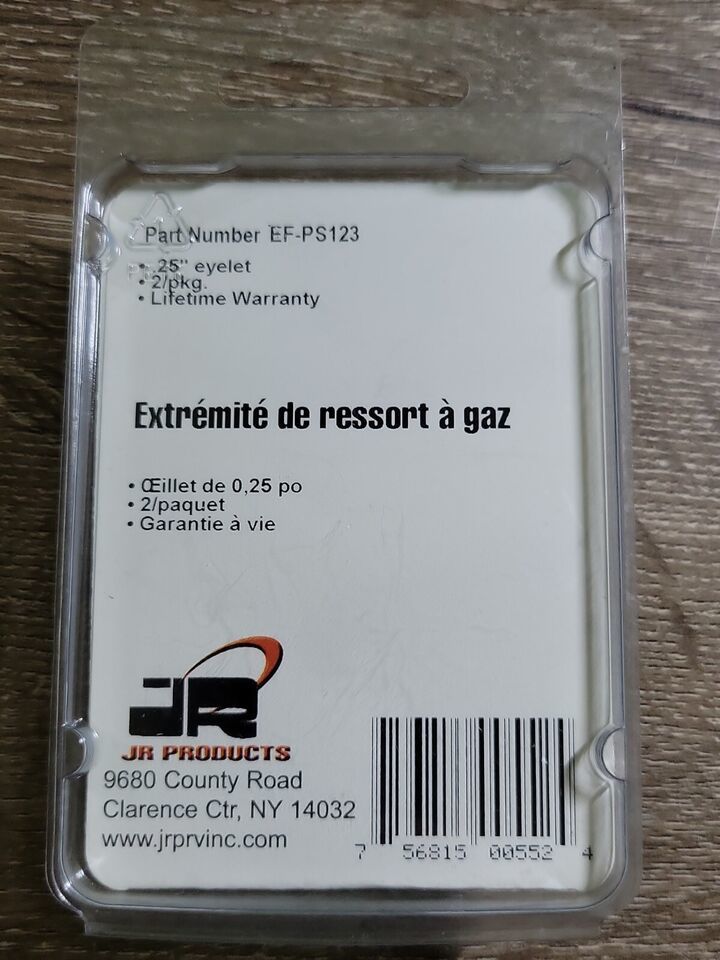 Part Number EF-PS123
• .25" eyelet
• 2/pkg.
• Lifetime Warranty
Extrémité de ressort à gaz
• Œillet de 0,25 po
• 2/paquet
• Garantie à vie
JR
JR PRODUCTS
9680 County Road
Clarence Ctr, NY 14032
www.jrprvinc.com
7 56815 00552 4